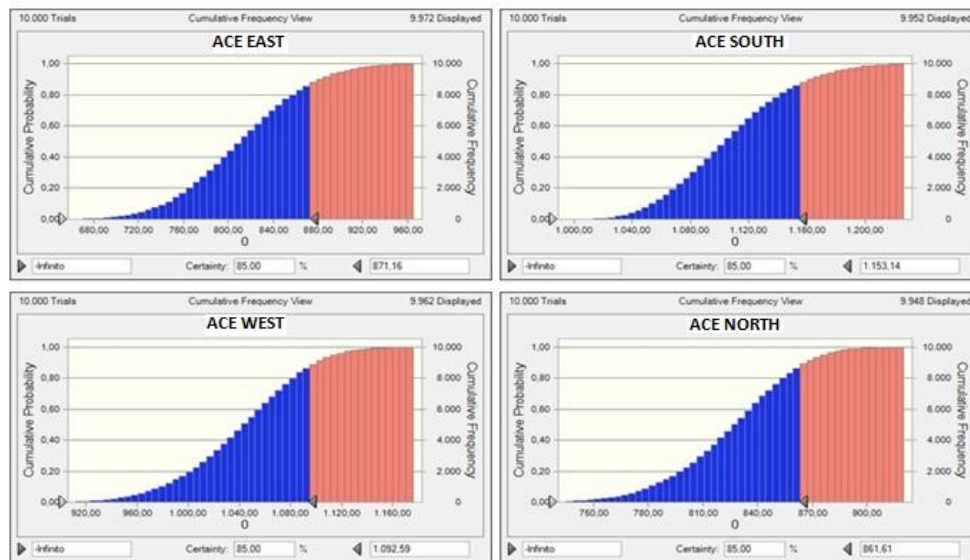 10.000 Trials Cumulative Frequency View 9.972 Displayed
ACE EAST
Cumulative Probability
1,00
0,80
0,60
0,40
0,20
0,00
10.000
8.000
6.000
4.000
2.000
0
Cumulative Frequency
680,00 720,00 760,00 800,00 840,00 880,00 920,00 960,00
0
-Infinito Certainty: 85,00 % 871,16
10.000 Trials Cumulative Frequency View 9.952 Displayed
ACE SOUTH
Cumulative Probability
1,00
0,80
0,60
0,40
0,20
0,00
10.000
8.000
6.000
4.000
2.000
0
Cumulative Frequency
1.000,00 1.040,00 1.080,00 1.120,00 1.160,00 1.200,00
0
-Infinito Certainty: 85,00 % 1.153,14
10.000 Trials Cumulative Frequency View 9.962 Displayed
ACE WEST
Cumulative Probability
1,00
0,80
0,60
0,40
0,20
0,00
10.000
8.000
6.000
4.000
2.000
0
Cumulative Frequency
920,00 960,00 1.000,00 1.040,00 1.080,00 1.120,00 1.160,00
0
-Infinito Certainty: 85,00 % 1.092,59
10.000 Trials Cumulative Frequency View 9.948 Displayed
ACE NORTH
Cumulative Probability
1,00
0,80
0,60
0,40
0,20
0,00
10.000
8.000
6.000
4.000
2.000
0
Cumulative Frequency
750,00 780,00 810,00 840,00 870,00 900,00
0
-Infinito Certainty: 85,00 % 861,61